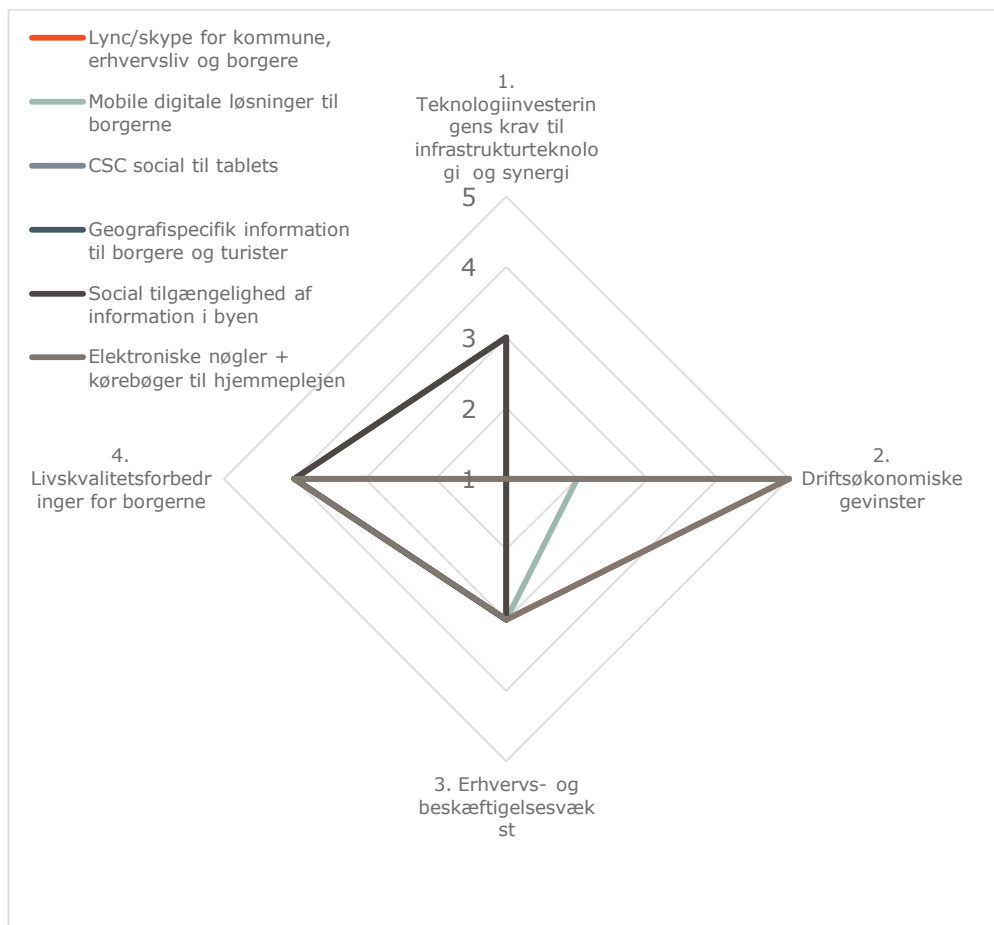 Lync/skype for kommune,
erhvervsliv og borgere
Mobile digitale løsninger til
borgerne
CSC social til tablets
Geografispecifik information
til borgere og turister
Social tilgængelighed af
information i byen
Elektroniske nøgler +
kørebøger til hjemmeplejen
1.
Teknologiinvesterin
gens krav til
infrastrukturteknolo
gi og synergi
5
4
3
2
1
2.
Driftsøkonomiske
gevinster
3. Erhvervs- og
beskæftigelsesvæk
st
4.
Livskvalitetsforbedr
inger for borgerne